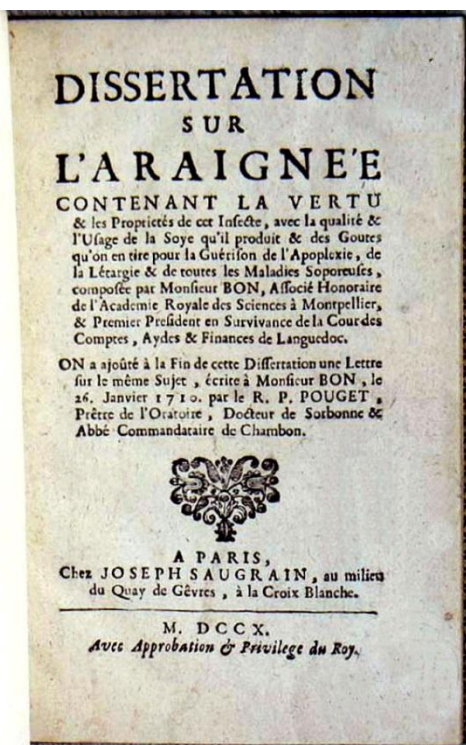 DISSERTATION
SUR
L'ARAIGNE'E
CONTENANT LA VERTU
& les Proprietés de cet Insecte, avec la qualité &
l'Usage de la Soye qu'il produit & des Goutes
qu'on en tire pour la Guérison de l'Apoplexie, de
la Létargie & de toutes les Maladies Soporeuses,
composée par Monsieur BON, Associé Honoraire
de l'Academie Royale des Sciences à Montpellier,
& Premier President en Survivance de la Cour des
Comptes, Aydes & Finances de Languedoc.
ON a ajoûté à la Fin de cette Dissertation une Lettre
sur le même Sujet, écrite à Monsieur BON, le
26. Janvier 1710. par le R. P. POUGET,
Prêtre de l'Oratoire, Docteur de Sorbonne &
Abbé Commandataire de Chambon.
A PARIS,
Chez JOSEPH SAUGRAIN, au milieu
du Quay de Gêvres, à la Croix Blanche.
M. DCCX.
Avec Approbation & Privilege du Roy.